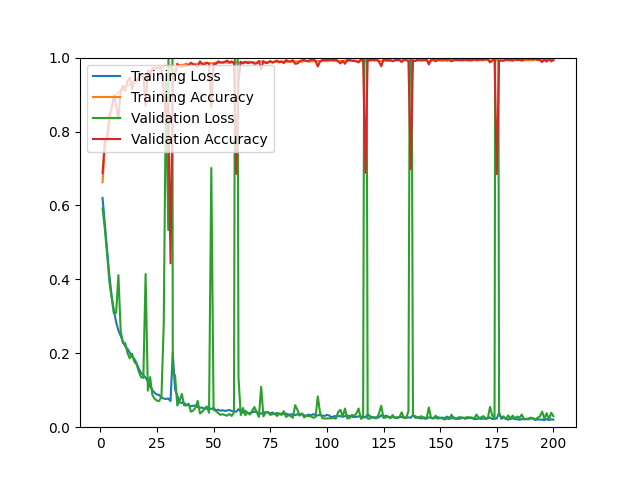 1.0
0.8
0.6
0.4
0.2
0.0
Training Loss
Training Accuracy
Validation Loss
Validation Accuracy
0 25 50 75 100 125 150 175 200